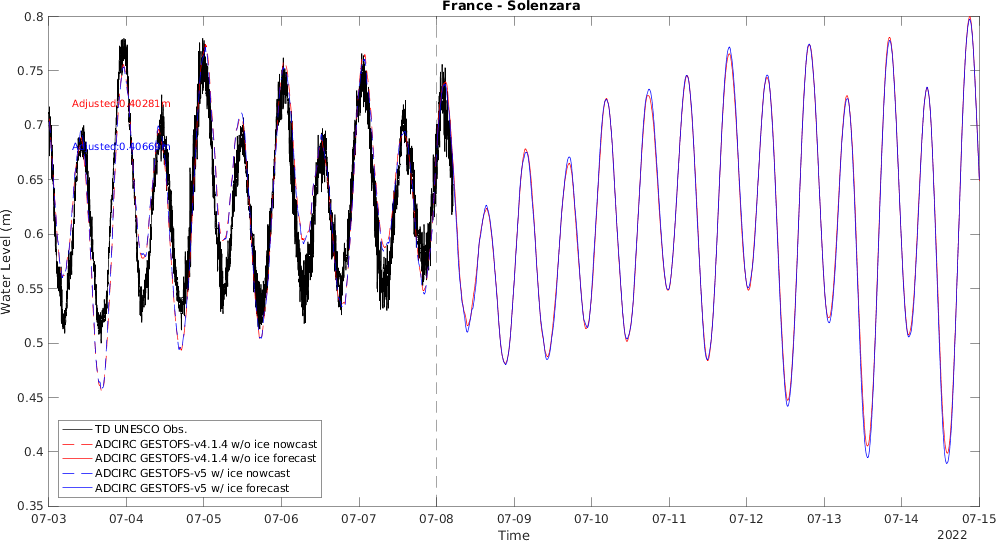 France - Solenzara
0.8
0.75
0.7
0.65
0.6
0.55
0.5
0.45
0.4
0.35
Water Level (m)
Adjusted:0.40281m
TD UNESCO Obs.
ADCIRC GESTOFS-v4.1.4 w/o ice nowcast
ADCIRC GESTOFS-v4.1.4 w/o ice forecast
ADCIRC GESTOFS-v5 w/ ice nowcast
ADCIRC GESTOFS-v5 w/ ice forecast
07-03 07-04 07-05 07-06 07-07 07-08 07-09 07-10 07-11 07-12 07-13 07-14 07-15
Time
2022